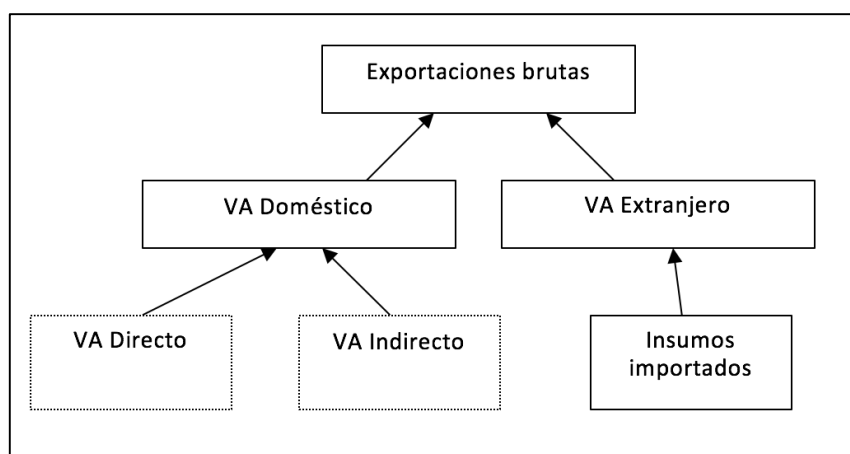 Exportaciones brutas
VA Doméstico
VA Extranjero
VA Directo
VA Indirecto
Insumos
importados